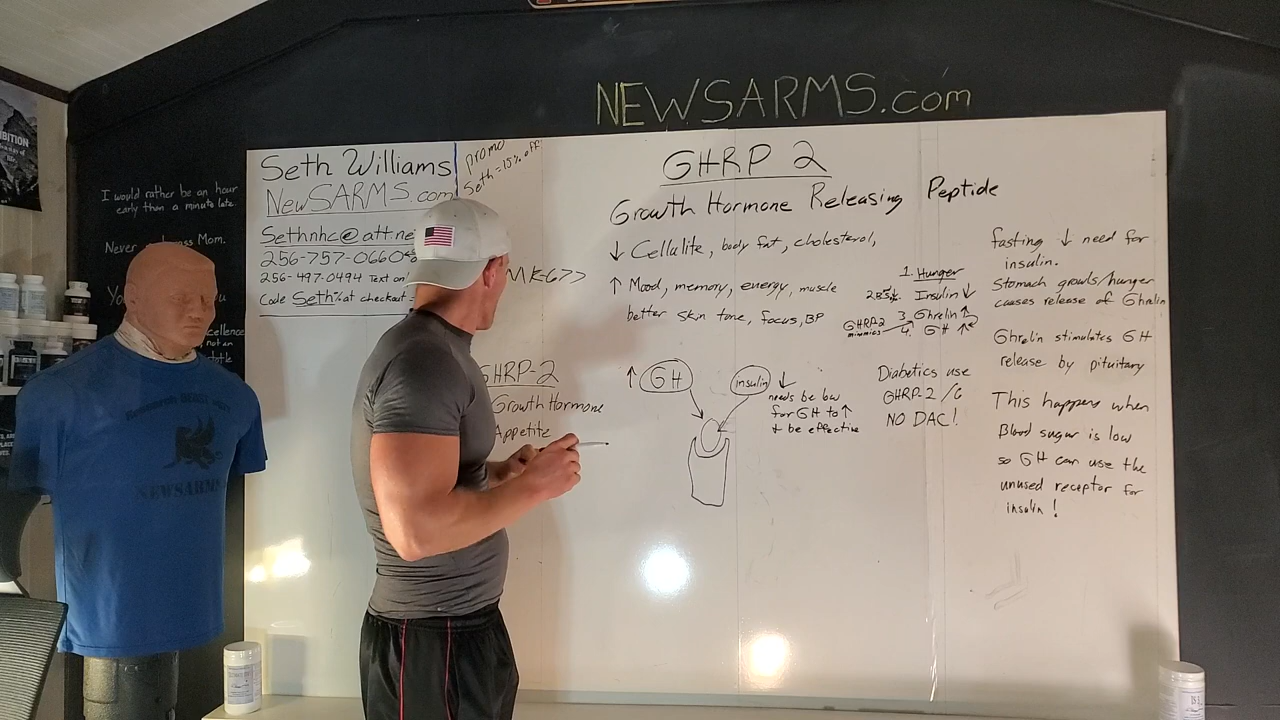 NEWSARMS.com
Seth Williams
NewSARMS.com
promo
Seth = 15% off
Sethnhc@att.ne
256-757-0660
256-497-0494 Text on
Code Seth% at checkout
MK-677
GHRP-2
Growth Hormone
Appetite
GHRP 2
Growth Hormone Releasing Peptide
↓ Cellulite, body fat, cholesterol,
↑ Mood, memory, energy, muscle
better skin tone, focus, BP
↑ GH
insulin ↓
needs be low
for GH to ↑
+ be effective
1. Hunger
2. Insulin ↓
3. Ghrelin ↑
4. GH ↑
GHRP-2
mimmics
Diabetics use
GHRP-2/6
NO DAC!
fasting ↓ need for
insulin.
Stomach growls/hunger
causes release of Ghralin
Ghrelin stimulates GH
release by pituitary
This happens when
Blood sugar is low
so GH can use the
unused receptor for
insulin!
I would rather be an hour
early than a minute late.
Never
Mom.
NEWSARMS